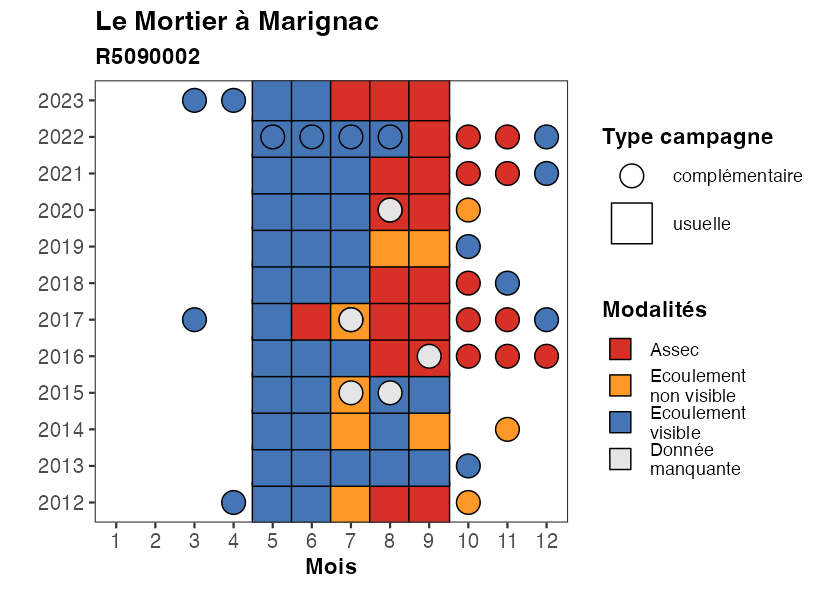 Le Mortier à Marignac
R5090002
2023
2022
2021
2020
2019
2018
2017
2016
2015
2014
2013
2012
1 2 3 4 5 6 7 8 9 10 11 12
Mois
Type campagne
complémentaire
usuelle
Modalités
Assec
Ecoulement
non visible
Ecoulement
visible
Donnée
manquante